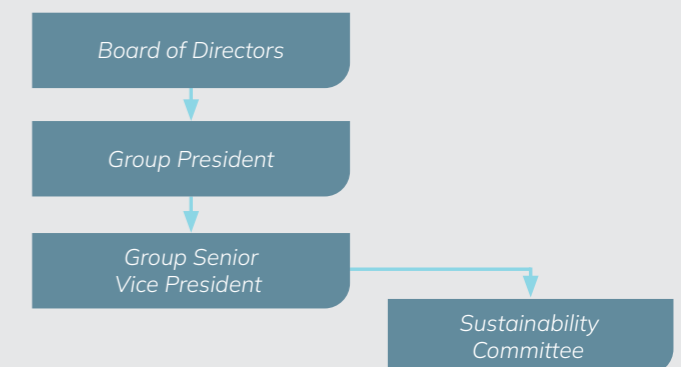 Board of Directors
Group President
Group Senior
Vice President
Sustainability
Committee